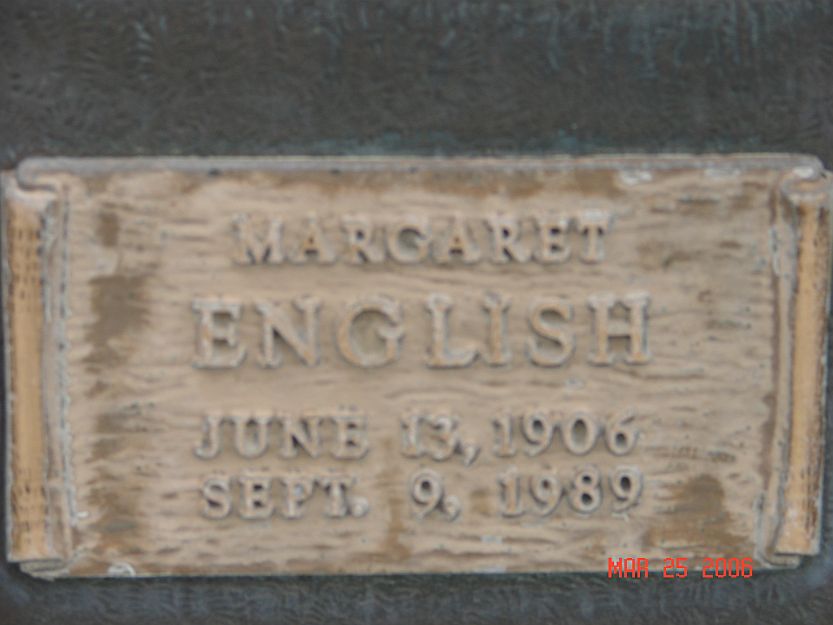 MARGARET
ENGLISH
JUNE 13, 1906
SEPT. 9, 1989
MAR 25 2006